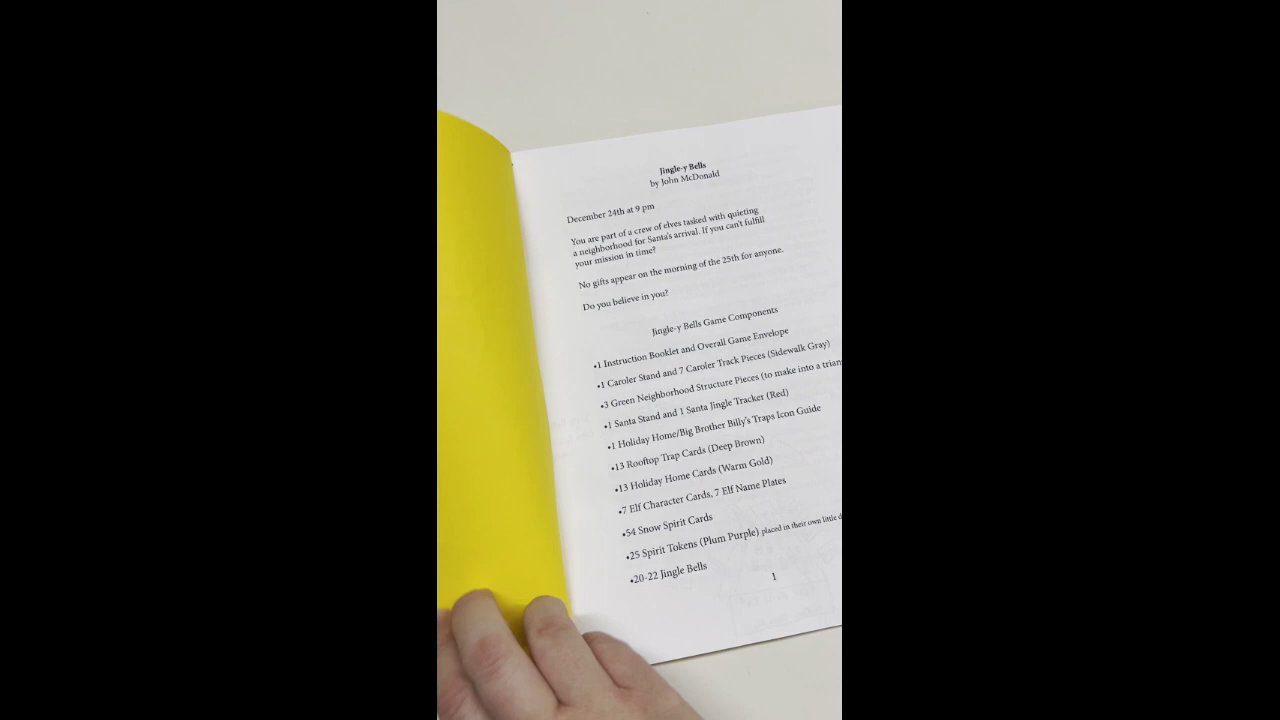 Jingle-y Bells
by John McDonald
December 24th at 9 pm
You are part of a crew of elves tasked with quieting
a neighborhood for Santa's arrival. If you can't fulfill
your mission in time?
No gifts appear on the morning of the 25th for anyone.
Do you believe in you?
Jingle-y Bells Game Components
•1 Instruction Booklet and Overall Game Envelope
•1 Caroler Stand and 7 Caroler Track Pieces (Sidewalk Gray)
•3 Green Neighborhood Structure Pieces (to make into a
•1 Santa Stand and 1 Santa Jingle Tracker (Red)
•1 Holiday Home/Big Brother Billy's Traps Icon Guide
•13 Rooftop Trap Cards (Deep Brown)
•13 Holiday Home Cards (Warm Gold)
•7 Elf Character Cards, 7 Elf Name Plates
•54 Snow Spirit Cards
•25 Spirit Tokens (Plum Purple) placed in their own little
•20-22 Jingle Bells
1